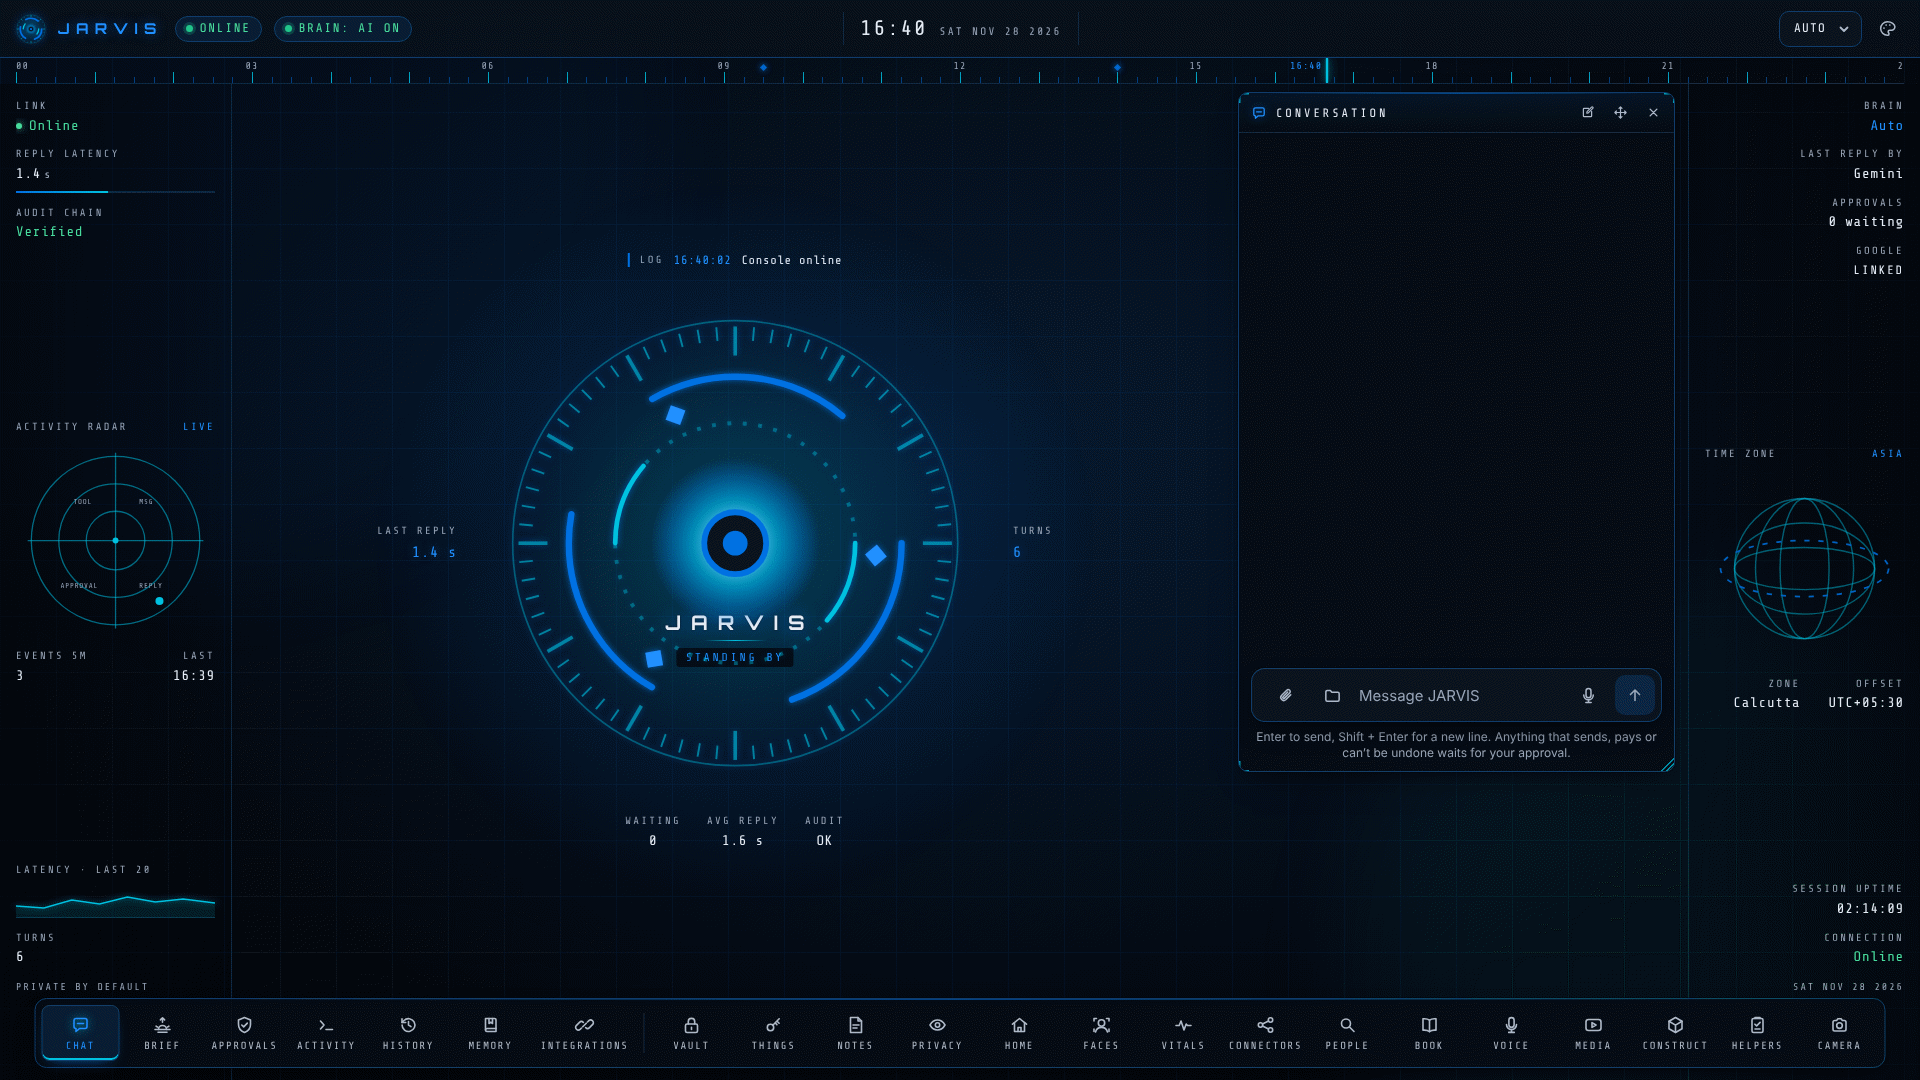 JARVIS
ONLINE
BRAIN: AI ON
16:40 SAT NOV 28 2026
AUTO
00 03 06 09 12 15 16:40 18 21 2
LINK
Online
REPLY LATENCY
1.4 s
AUDIT CHAIN
Verified
LOG 16:40:02 Console online
ACTIVITY RADAR LIVE
TOOL MSG
APPROVAL REPLY
EVENTS 5M LAST
3 16:39
LATENCY · LAST 20
TURNS
6
PRIVATE BY DEFAULT
LAST REPLY
1.4 s
TURNS
6
JARVIS
STANDING BY
WAITING AVG REPLY AUDIT
0 1.6 s OK
CONVERSATION
Message JARVIS
Enter to send, Shift + Enter for a new line. Anything that sends, pays or
can't be undone waits for your approval.
BRAIN
Auto
LAST REPLY BY
Gemini
APPROVALS
0 waiting
GOOGLE
LINKED
TIME ZONE ASIA
ZONE OFFSET
Calcutta UTC+05:30
SESSION UPTIME
02:14:09
CONNECTION
Online
SAT NOV 28 2026
CHAT BRIEF APPROVALS ACTIVITY HISTORY MEMORY INTEGRATIONS VAULT THINGS NOTES PRIVACY HOME FACES VITALS CONNECTORS PEOPLE BOOK VOICE MEDIA CONSTRUCT HELPERS CAMERA